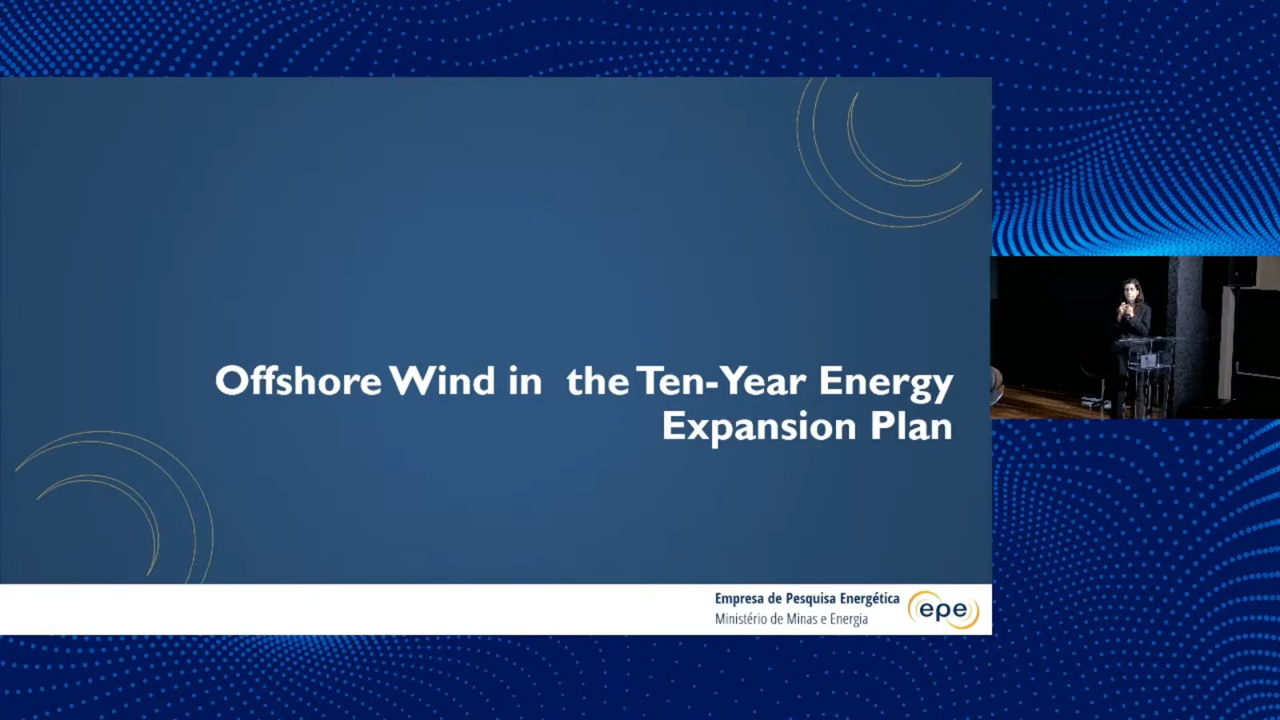 Offshore Wind in the Ten-Year Energy
Expansion Plan
Empresa de Pesquisa Energética
Ministério de Minas e Energia
epe